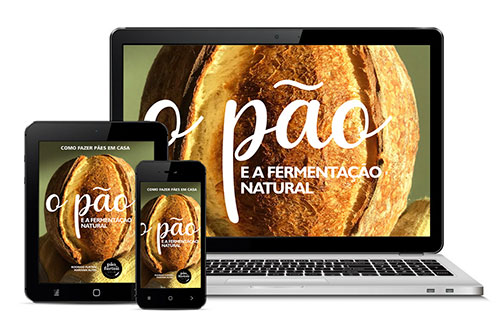 o pão
E A FERMENTAÇÃO
NATURAL
COMO FAZER PÃES EM CASA
o pão
E A FERMENTAÇÃO
NATURAL
COMO FAZER PÃES EM CASA
o pão
E A FERMENTAÇÃO
NATURAL